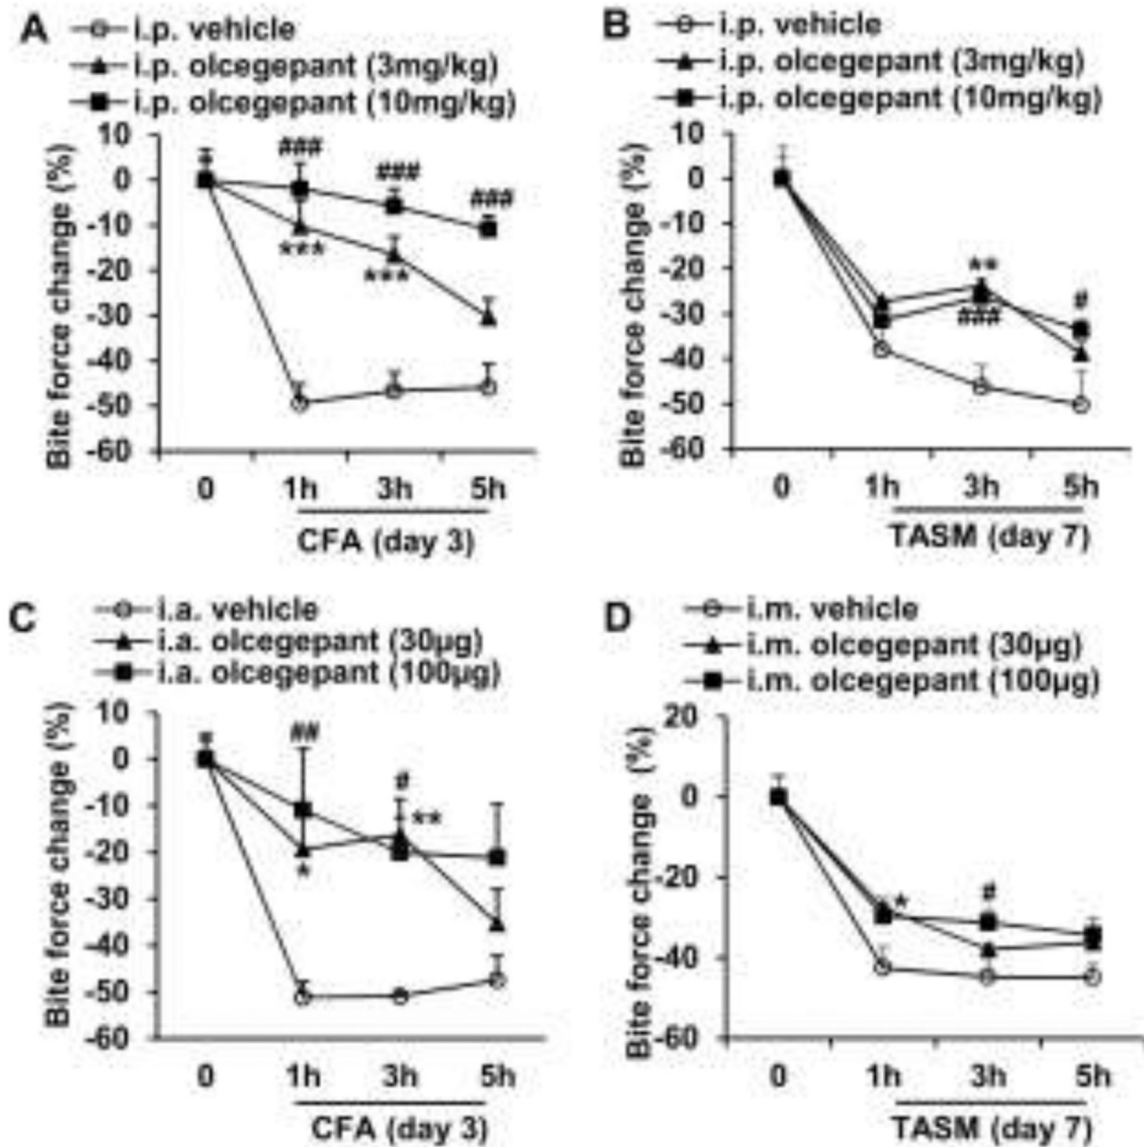 A
i.p. vehicle
i.p. olcegepant (3mg/kg)
i.p. olcegepant (10mg/kg)
Bite force change (%)
10
0
-10
-20
-30
-40
-50
-60
###
###
###
***
***
0 1h 3h 5h
CFA (day 3)
B
i.p. vehicle
i.p. olcegepant (3mg/kg)
i.p. olcegepant (10mg/kg)
Bite force change (%)
10
0
-10
-20
-30
-40
-50
-60
**
#
###
0 1h 3h 5h
TASM (day 7)
C
i.a. vehicle
i.a. olcegepant (30µg)
i.a. olcegepant (100µg)
Bite force change (%)
10
0
-10
-20
-30
-40
-50
-60
##
#
**
*
0 1h 3h 5h
CFA (day 3)
D
i.m. vehicle
i.m. olcegepant (30µg)
i.m. olcegepant (100µg)
Bite force change (%)
20
0
-20
-40
-60
*
#
0 1h 3h 5h
TASM (day 7)